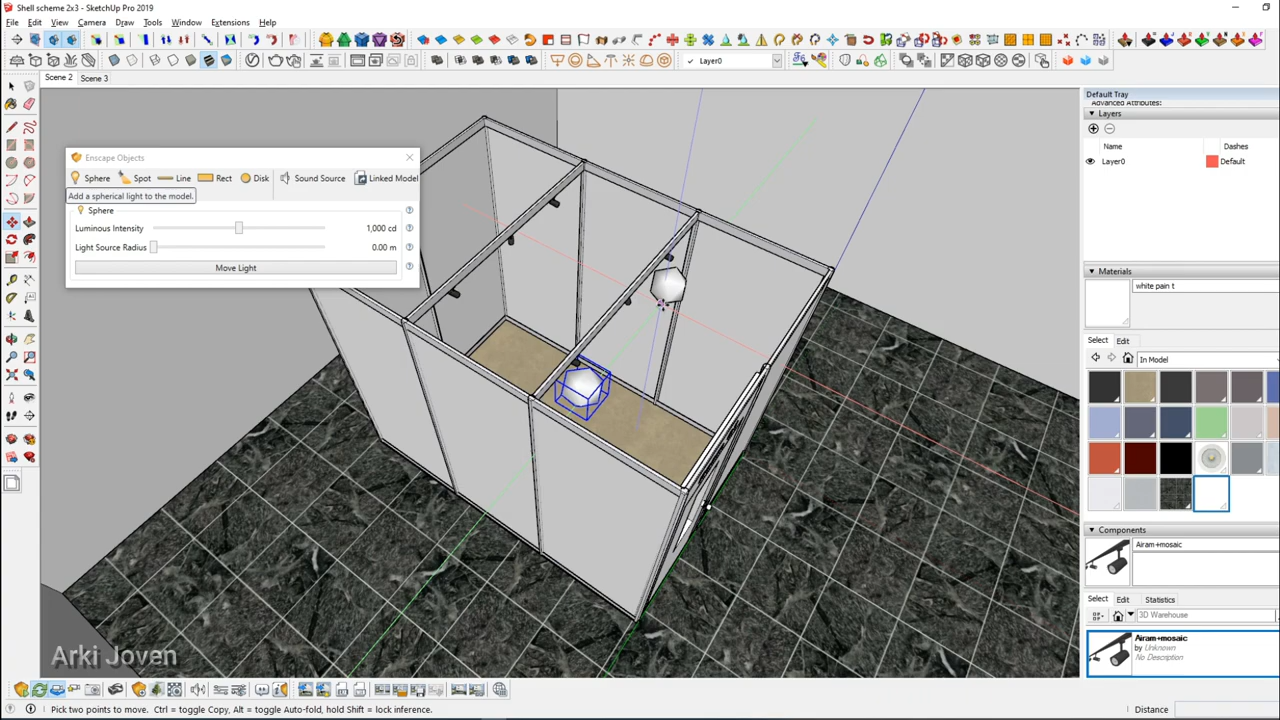 Shell scheme 2x3 - SketchUp Pro 2019
File Edit View Camera Draw Tools Window Extensions Help
Layer0
Scene 2 Scene 3
Default Tray
Advanced Attributes:
Layers
Name Dashes
Layer0 Default
Enscape Objects
Sphere Spot Line Rect Disk Sound Source Linked Model
Add a spherical light to the model.
Sphere
Luminous Intensity 1,000 cd
Light Source Radius 0.00 m
Move Light
Materials
white pain t
Select Edit
In Model
Components
Airam+mosaic
Select Edit Statistics
3D Warehouse
Airam+mosaic
by Unknown
No Description
Arki Joven
Pick two points to move. Ctrl = toggle Copy, Alt = toggle Auto-fold, hold Shift = lock inference.
Distance